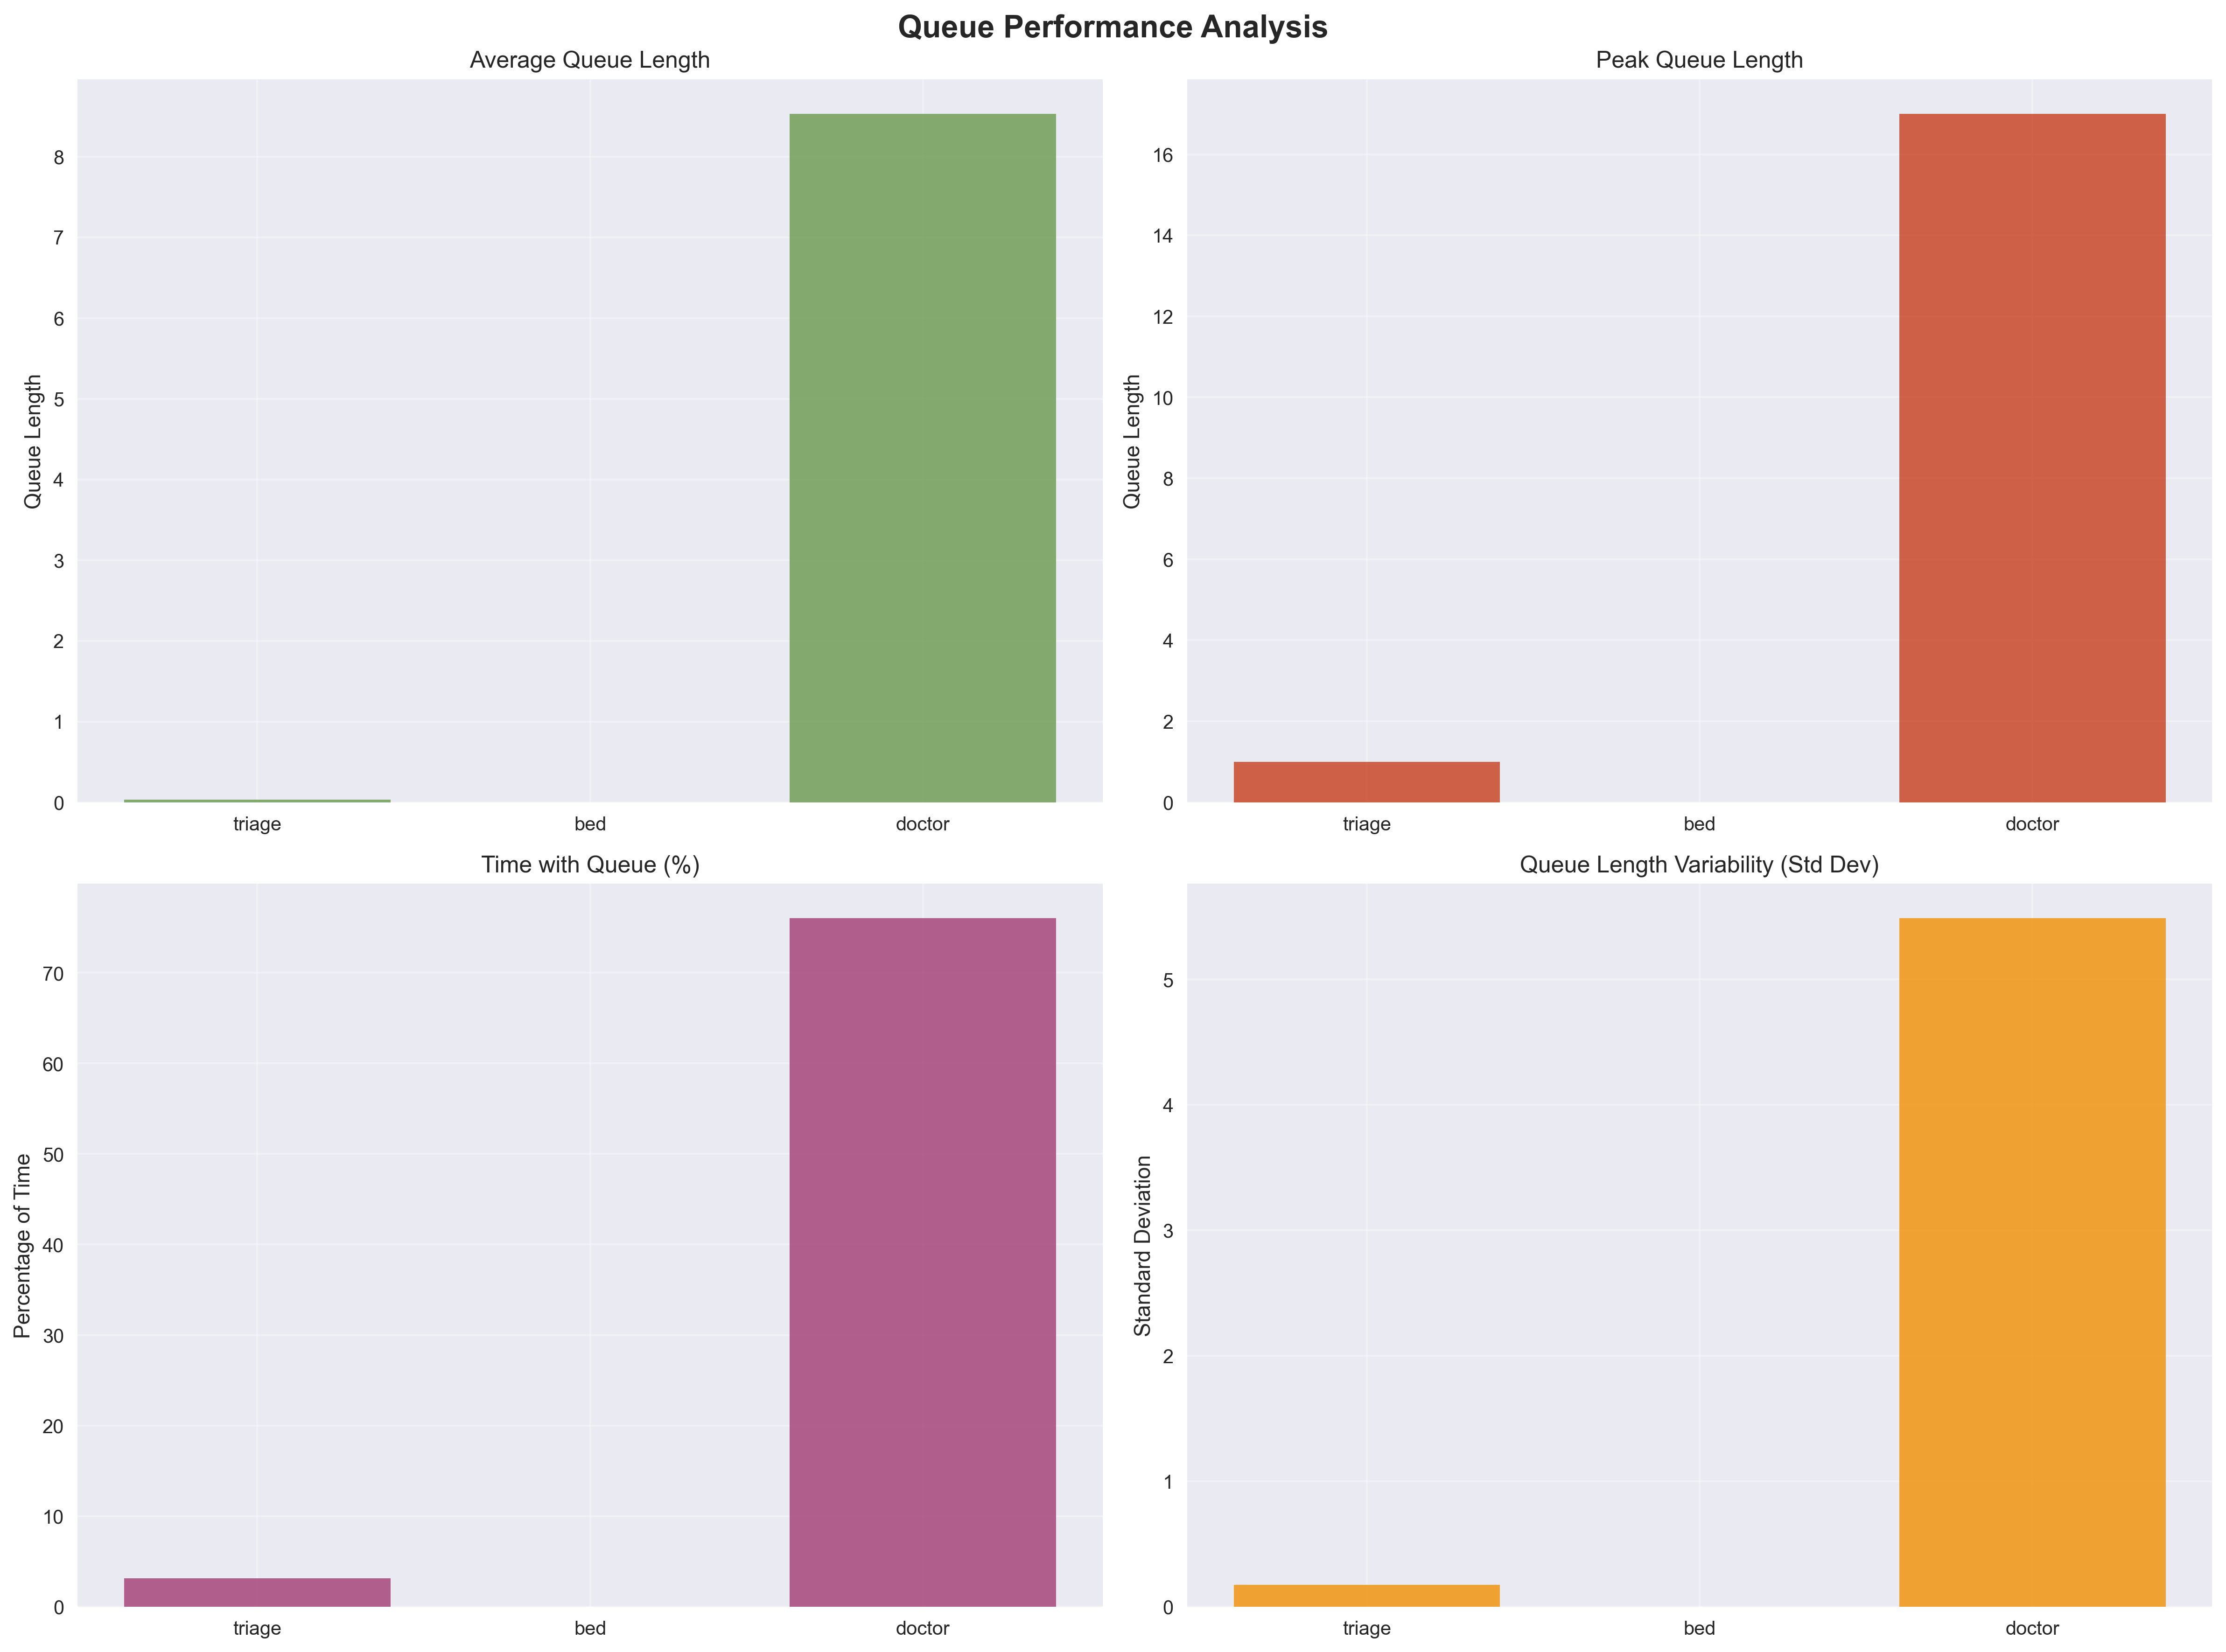 Queue Performance Analysis
Average Queue Length
Queue Length
8
7
6
5
4
3
2
1
0
triage bed doctor
Peak Queue Length
Queue Length
16
14
12
10
8
6
4
2
0
triage bed doctor
Time with Queue (%)
Percentage of Time
70
60
50
40
30
20
10
0
triage bed doctor
Queue Length Variability (Std Dev)
Standard Deviation
5
4
3
2
1
0
triage bed doctor